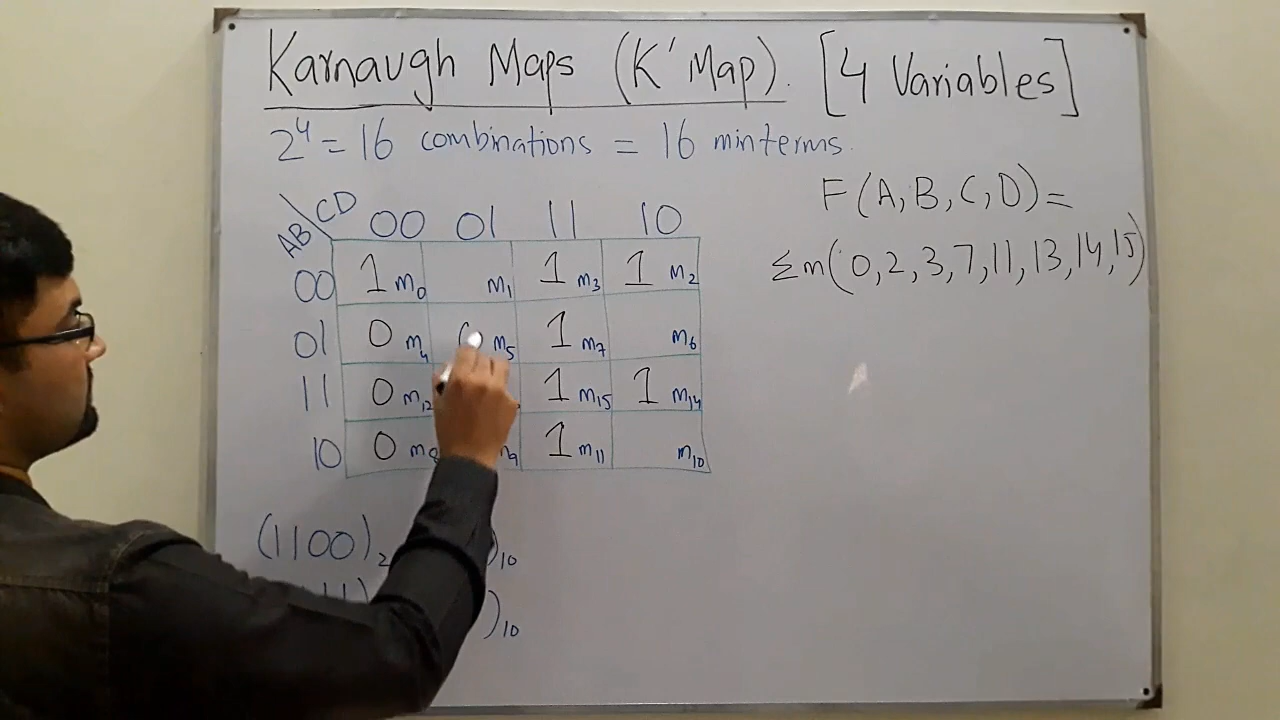 Karnaugh Maps (K'Map). [4 Variables]
2⁴ = 16 combinations = 16 minterms.
F(A,B,C,D)=
Σm(0,2,3,7,11,13,14,15)
AB\CD 00 01 11 10
00 1 m₀ m₁ 1 m₃ 1 m₂
01 0 m₄ m₅ 1 m₇ m₆
11 0 m₁₂ 1 m₁₅ 1 m₁₄
10 0 m₈ m₉ 1 m₁₁ m₁₀
(1100)₂ )₁₀
)₁₀